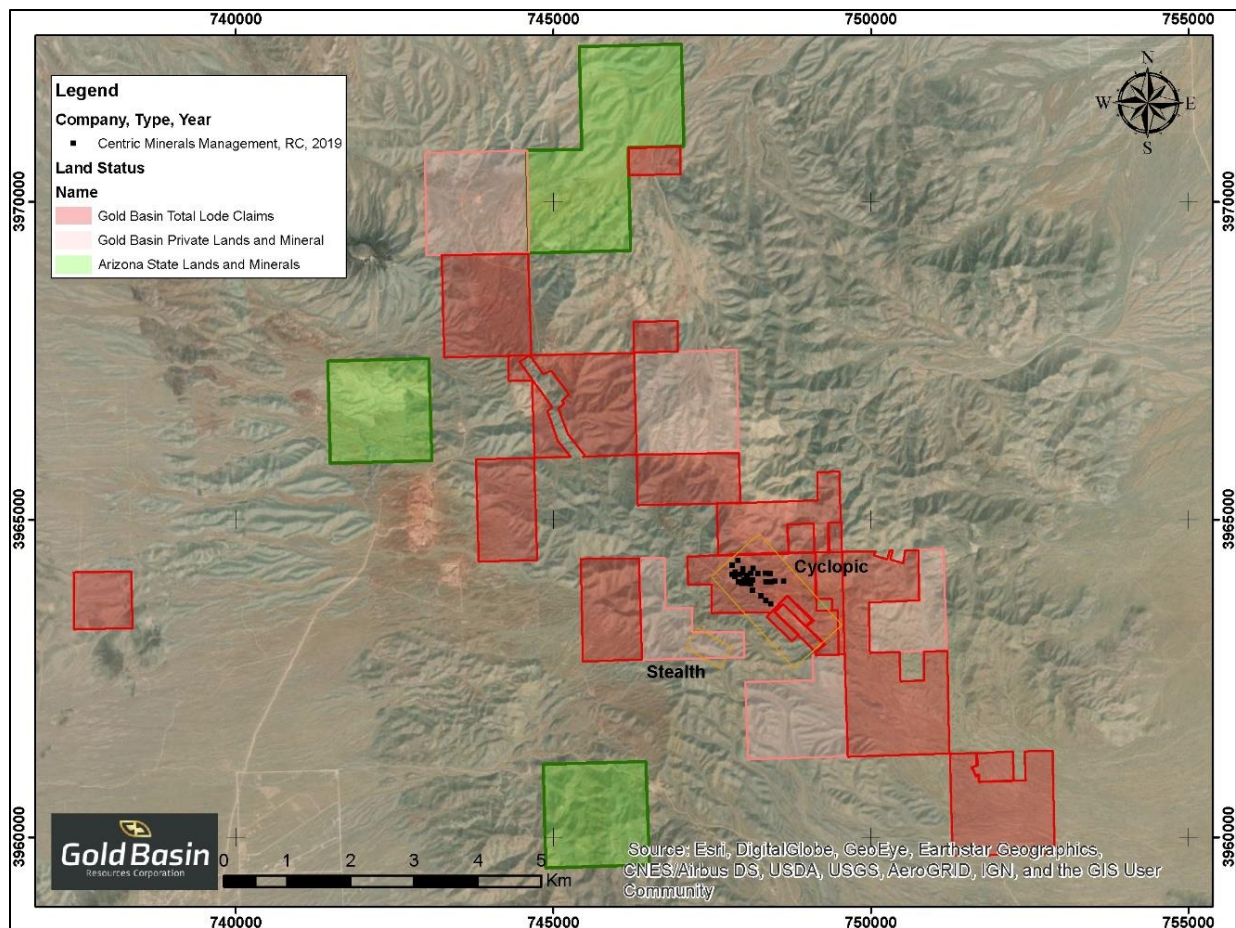 740000 745000 750000 755000
Legend
Company, Type, Year
Centric Minerals Management, RC, 2019
Land Status
Name
Gold Basin Total Lode Claims
Gold Basin Private Lands and Mineral
Arizona State Lands and Minerals
N
W E
S
3970000 3970000
3965000 3965000
Cyclopic
Stealth
3960000 3960000
Gold Basin
Resources Corporation
0 1 2 3 4 5
Km
Source: Esri, DigitalGlobe, GeoEye, Earthstar Geographics,
CNES/Airbus DS, USDA, USGS, AeroGRID, IGN, and the GIS User
Community
740000 745000 750000 755000